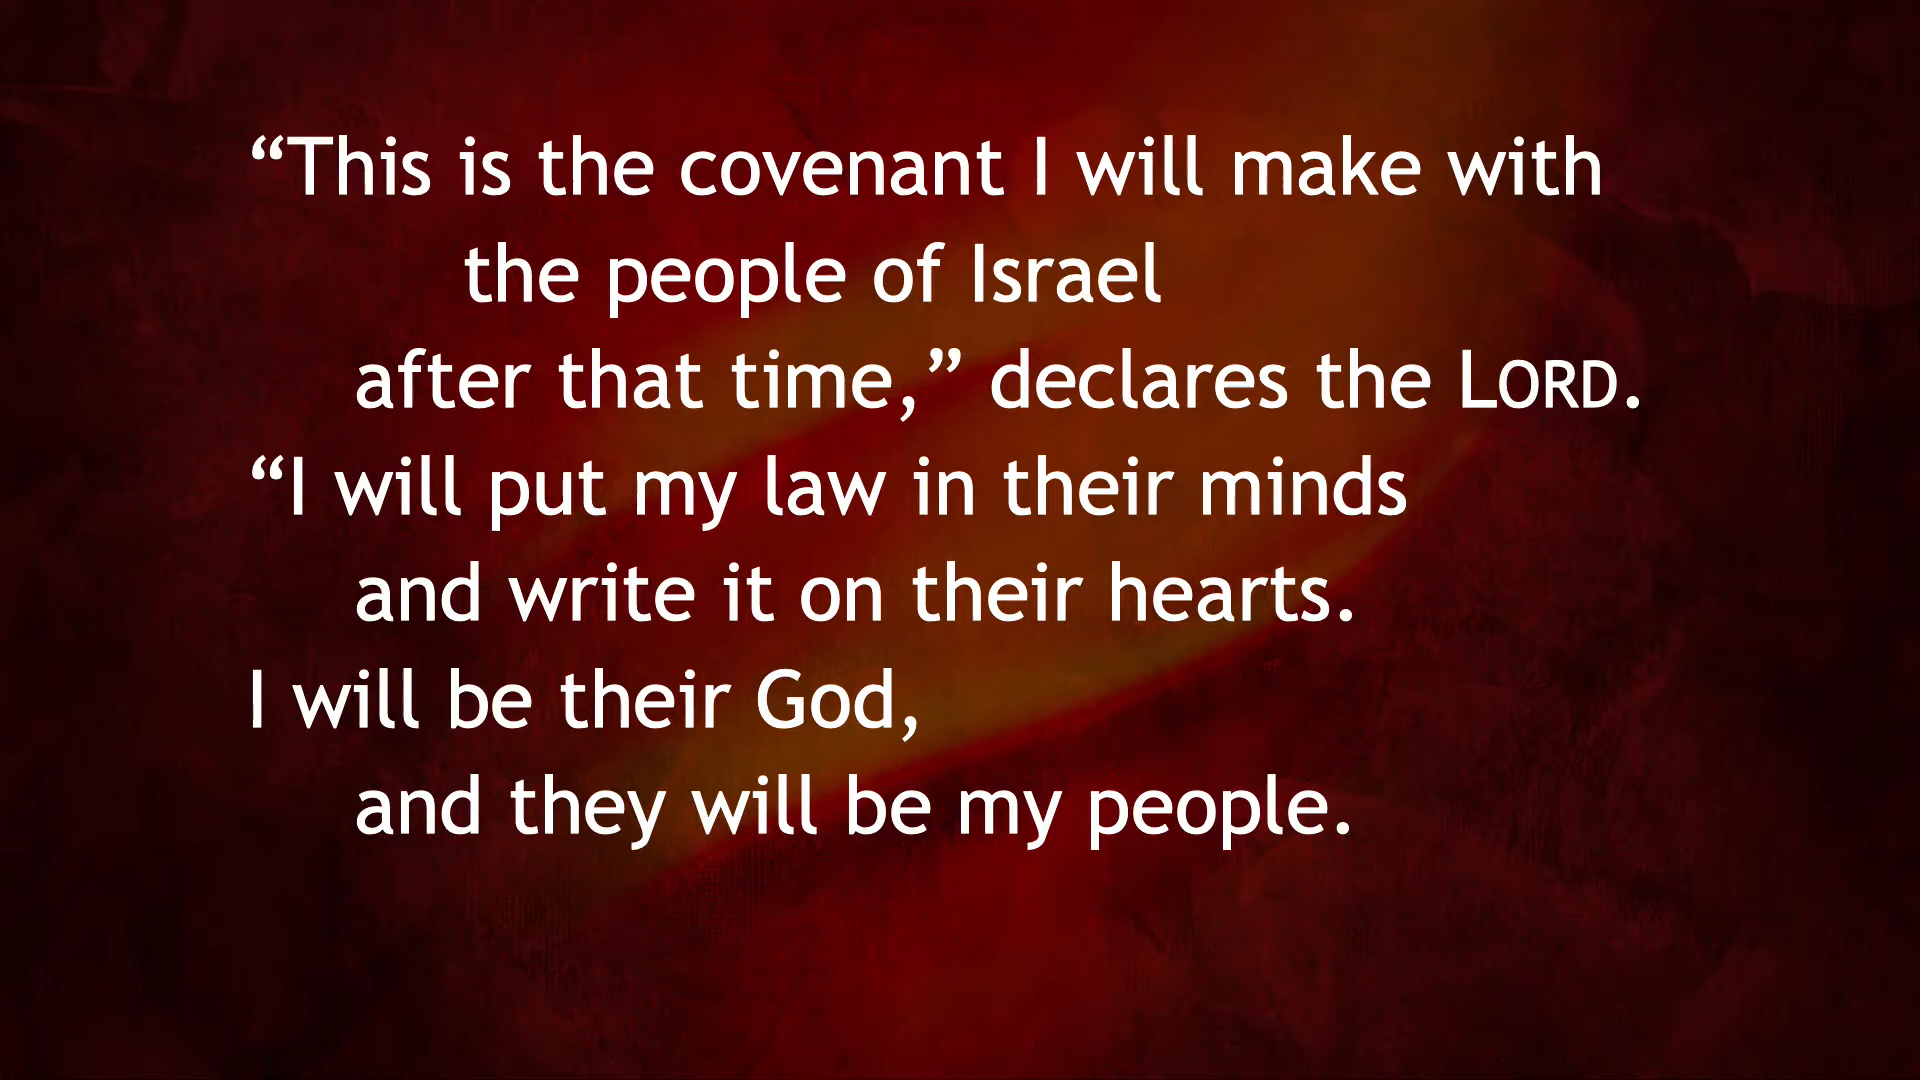 “This is the covenant I will make with
the people of Israel
after that time,” declares the LORD.
“I will put my law in their minds
and write it on their hearts.
I will be their God,
and they will be my people.